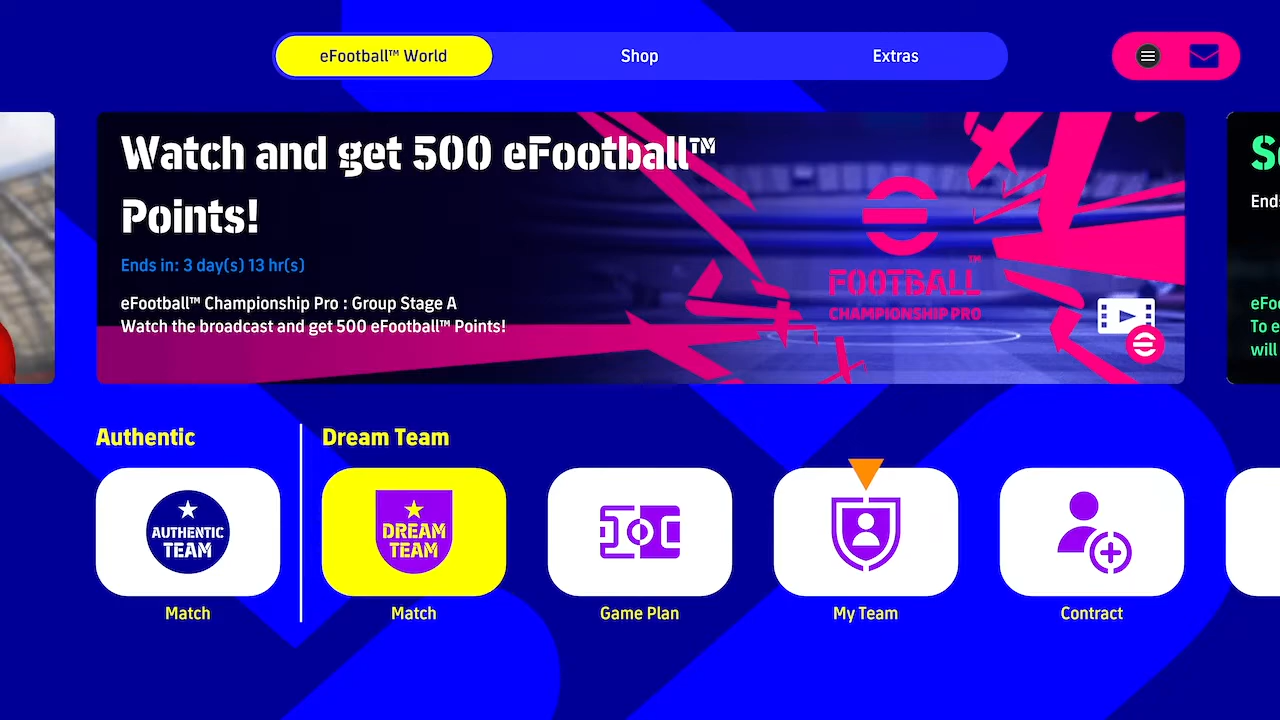 eFootball™ World
Shop
Extras
Watch and get 500 eFootball™
Points!
Ends in: 3 day(s) 13 hr(s)
eFootball™ Championship Pro : Group Stage A
Watch the broadcast and get 500 eFootball™ Points!
FOOTBALL™
CHAMPIONSHIP PRO
Authentic
Dream Team
AUTHENTIC
TEAM
DREAM
TEAM
Match
Match
Game Plan
My Team
Contract